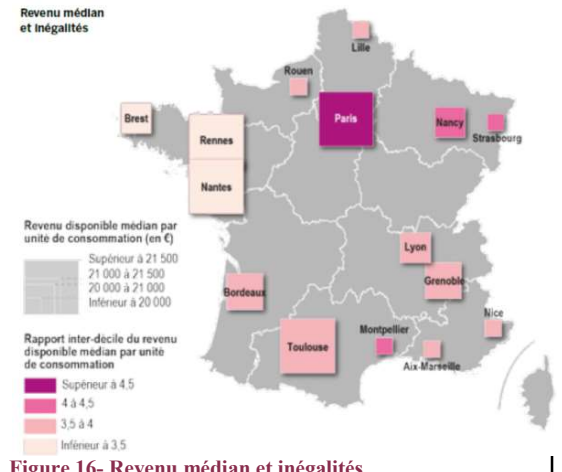 Revenu médian
et inégalités
Lille
Rouen
Brest
Rennes
Paris
Nancy
Strasbourg
Nantes
Revenu disponible médian par
unité de consommation (en €)
Supérieur à 21 500
21 000 à 21 500
20 000 à 21 000
Inférieur à 20 000
Lyon
Grenoble
Bordeaux
Nice
Montpellier
Toulouse
Aix-Marseille
Rapport inter-décile du revenu
disponible médian par unité
de consommation
Supérieur à 4,5
4 à 4,5
3,5 à 4
Inférieur à 3,5
Figure 16- Revenu médian et inégalités